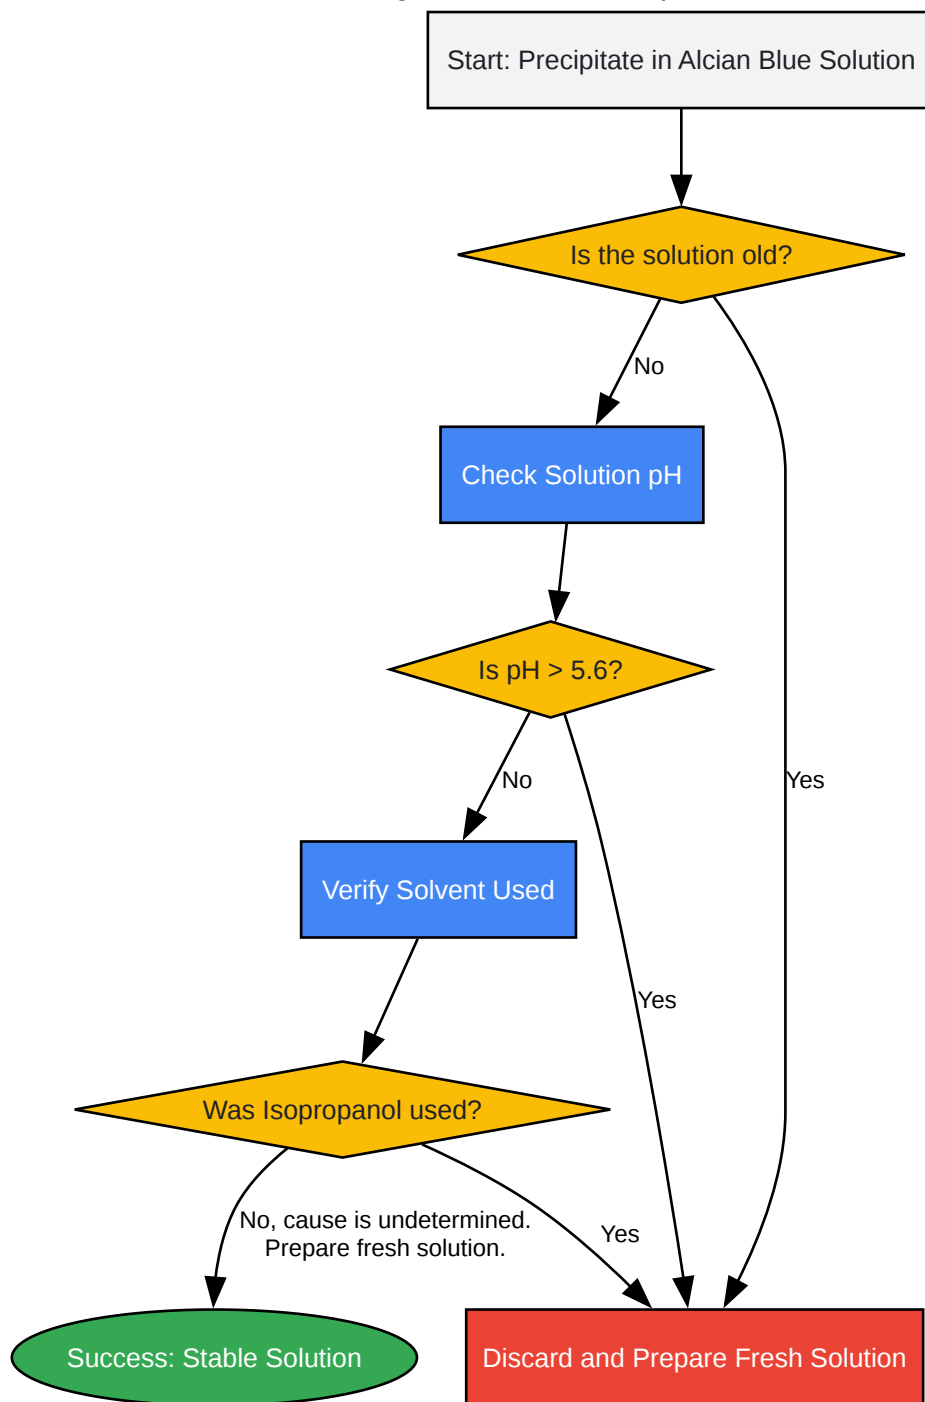 Start: Precipitate in Alcian Blue Solution
Is the solution old?
No
Check Solution pH
Is pH > 5.6?
No
Yes
Verify Solvent Used
Yes
Was Isopropanol used?
No, cause is undetermined.
Prepare fresh solution.
Yes
Success: Stable Solution
Discard and Prepare Fresh Solution